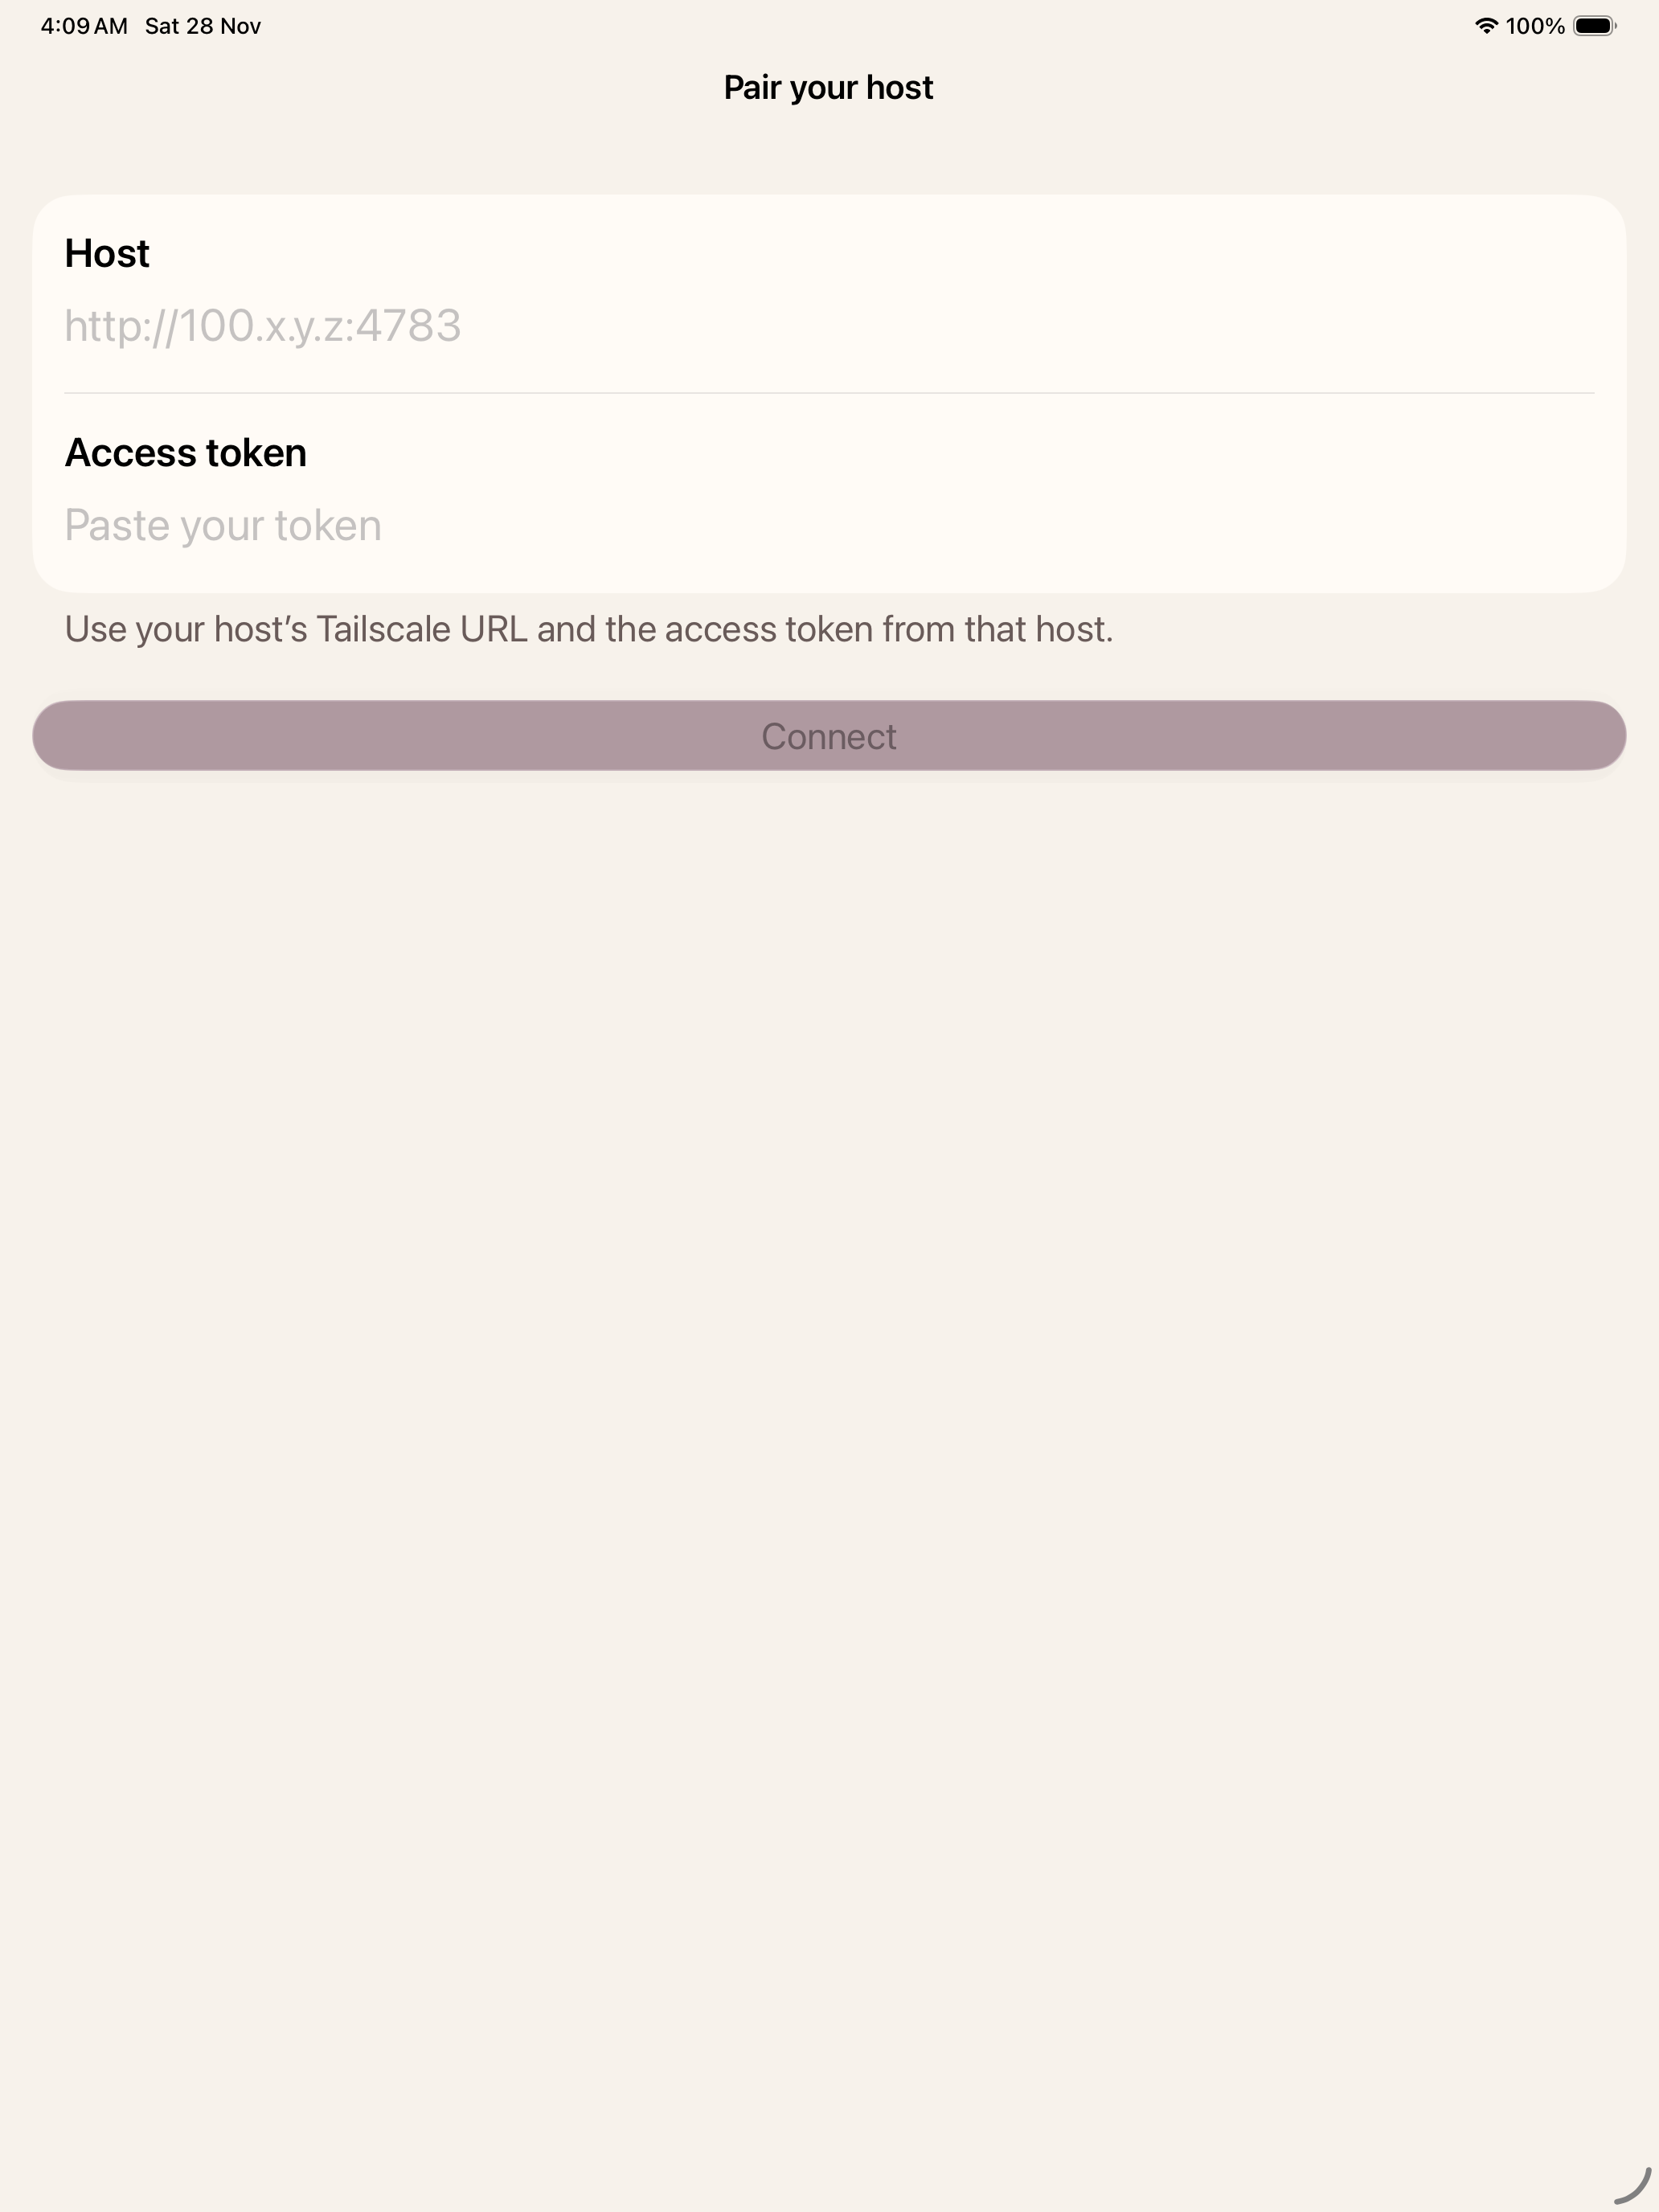 4:09 AM Sat 28 Nov 100%
Pair your host
Host
http://100.x.y.z:4783
Access token
Paste your token
Use your host’s Tailscale URL and the access token from that host.
Connect